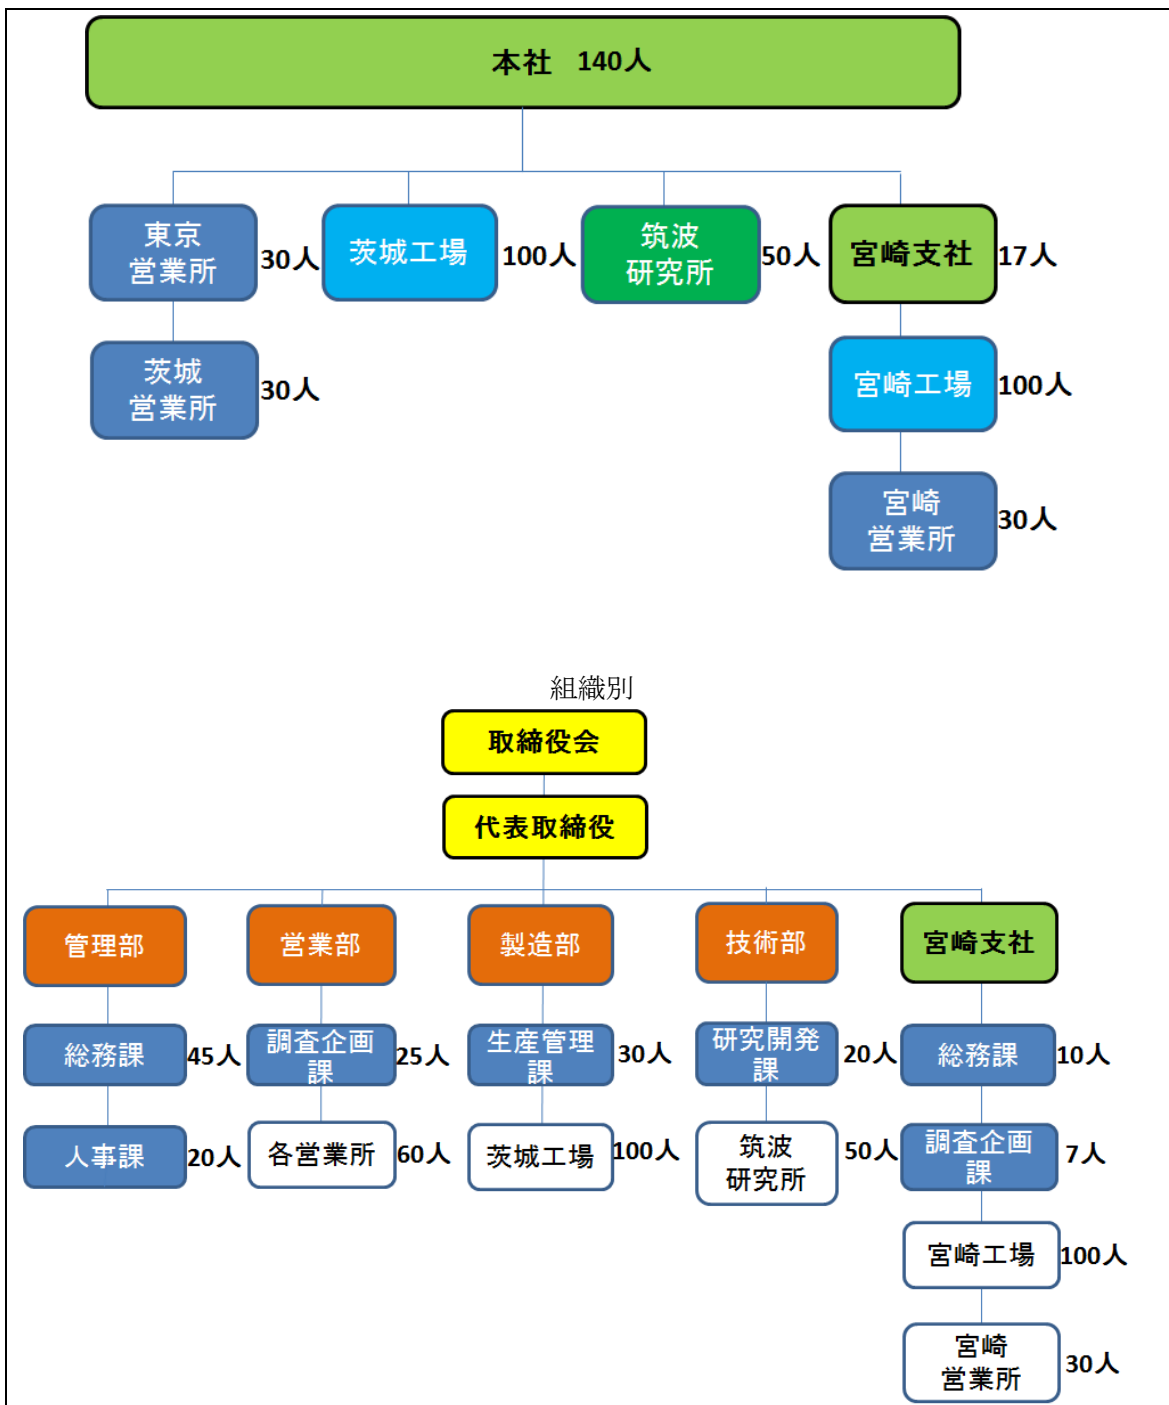 本社 140人
東京
営業所
30人
茨城工場
100人
筑波
研究所
50人
宮崎支社
17人
茨城
営業所
30人
宮崎工場
100人
宮崎
営業所
30人
組織別
取締役会
代表取締役
管理部
営業部
製造部
技術部
宮崎支社
総務課
45人
調査企画
課
25人
生産管理
課
30人
研究開発
課
20人
総務課
10人
人事課
20人
各営業所
60人
茨城工場
100人
筑波
研究所
50人
調査企画
課
7人
宮崎工場
100人
宮崎
営業所
30人